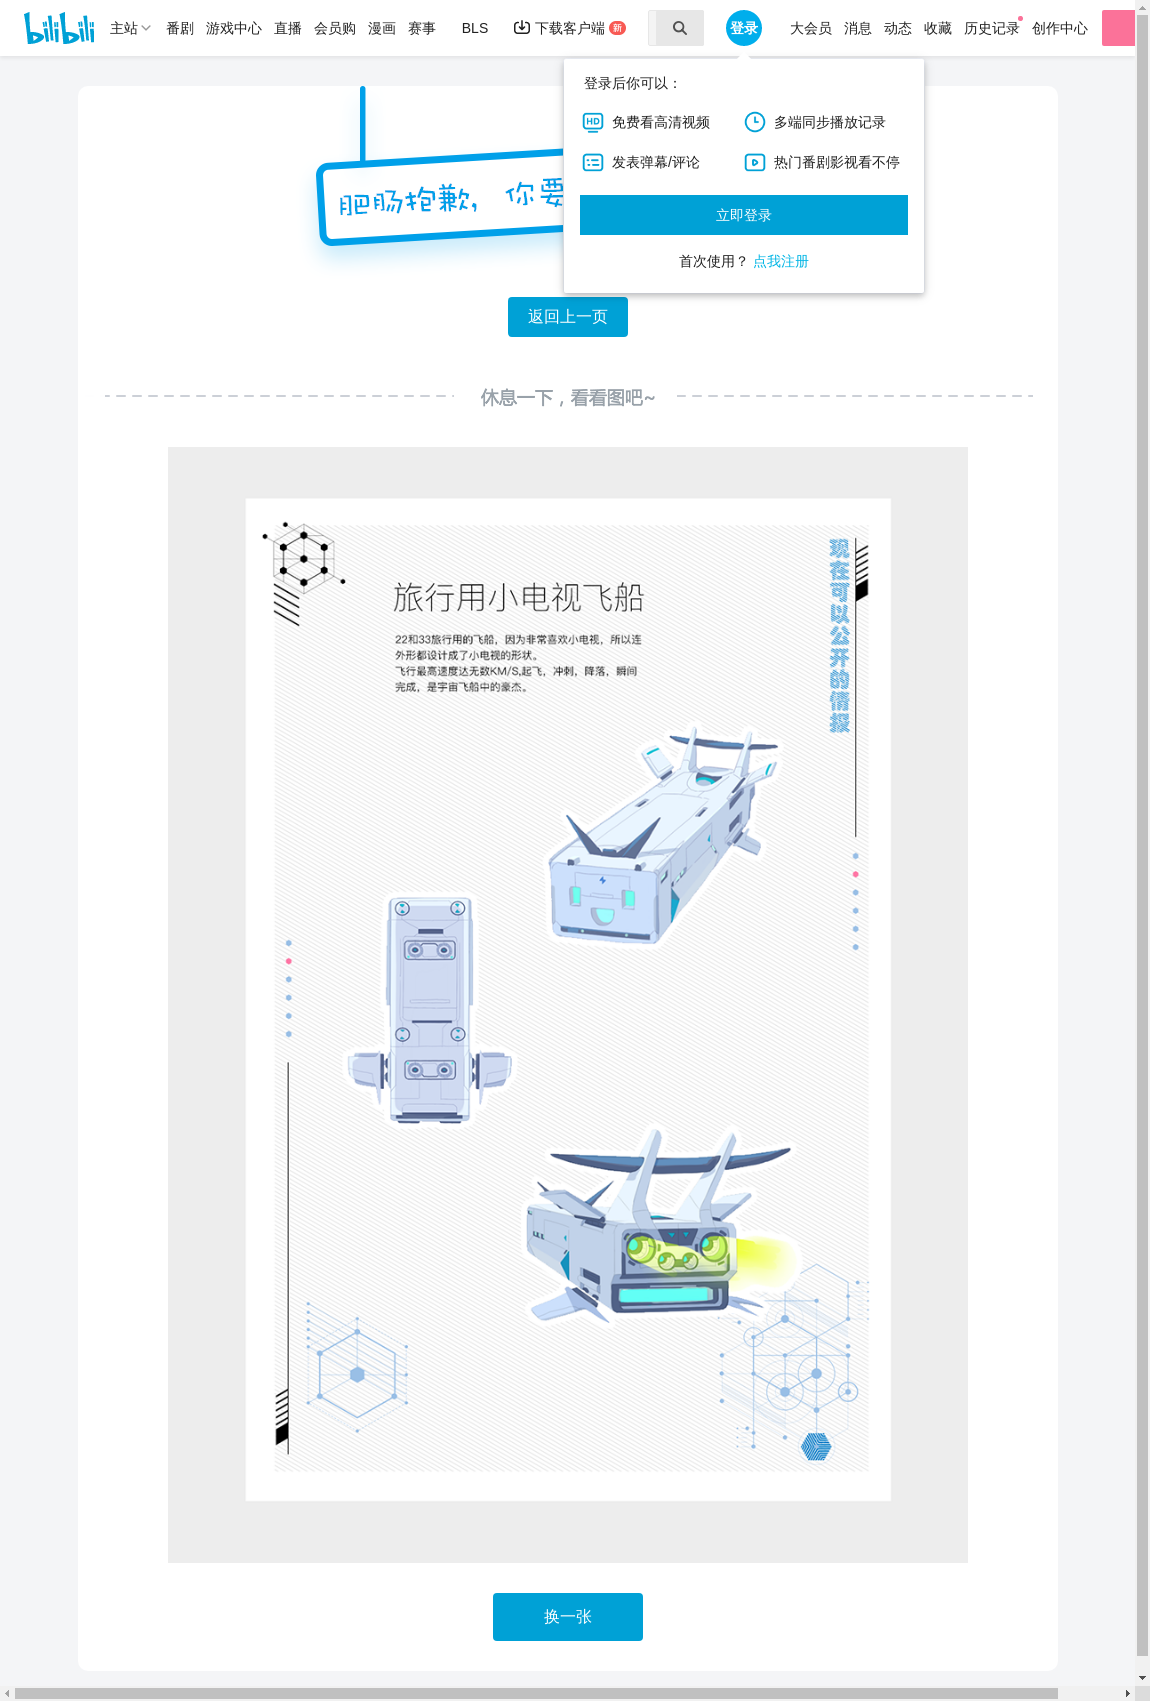 bilibili 主站 番剧 游戏中心 直播 会员购 漫画 赛事 BLS 下载客户端 新 登录 大会员 消息 动态 收藏 历史记录 创作中心
登录后你可以：
HD 免费看高清视频 多端同步播放记录
发表弹幕/评论 热门番剧影视看不停
立即登录
首次使用？ 点我注册
肥肠抱歉，你要
返回上一页
休息一下，看看图吧~
旅行用小电视飞船
22和33旅行用的飞船，因为非常喜欢小电视，所以连
外形都设计成了小电视的形状。
飞行最高速度达无数KM/S,起飞，冲刺，降落，瞬间
完成，是宇宙飞船中的豪杰。
现在可以公开的情报
换一张